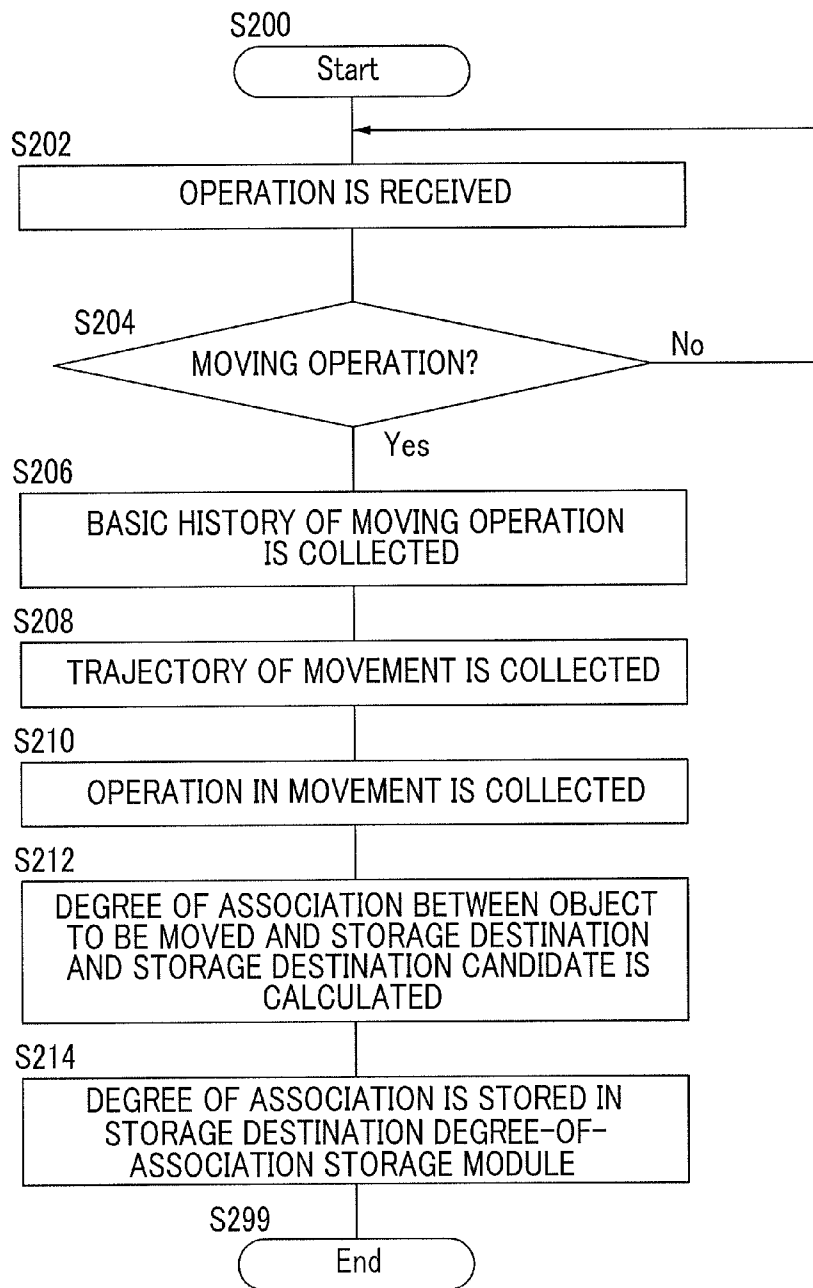 S200
Start
S202
OPERATION IS RECEIVED
S204
MOVING OPERATION?
No
Yes
S206
BASIC HISTORY OF MOVING OPERATION
IS COLLECTED
S208
TRAJECTORY OF MOVEMENT IS COLLECTED
S210
OPERATION IN MOVEMENT IS COLLECTED
S212
DEGREE OF ASSOCIATION BETWEEN OBJECT
TO BE MOVED AND STORAGE DESTINATION
AND STORAGE DESTINATION CANDIDATE IS
CALCULATED
S214
DEGREE OF ASSOCIATION IS STORED IN
STORAGE DESTINATION DEGREE-OF-
ASSOCIATION STORAGE MODULE
S299
End